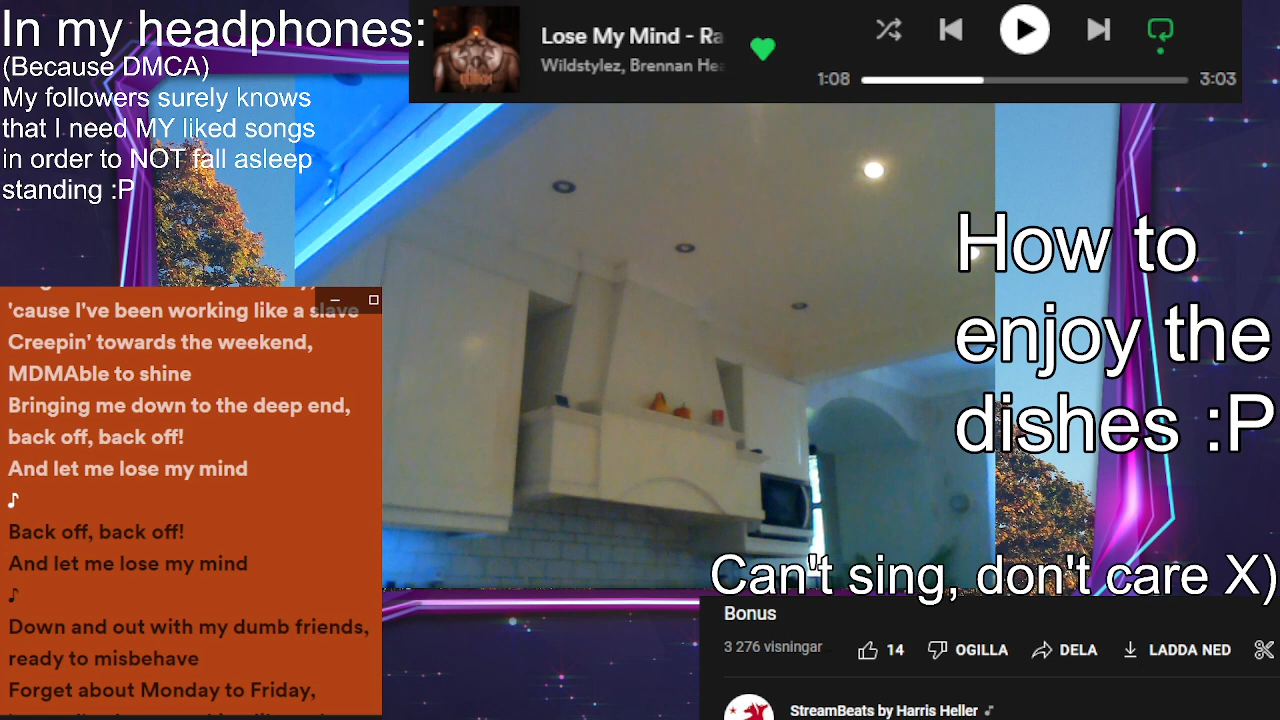 In my headphones:
(Because DMCA)
My followers surely knows
that I need MY liked songs
in order to NOT fall asleep
standing :P
Lose My Mind - Ra
Wildstylez, Brennan Hea
1:08
3:03
How to
enjoy the
dishes :P
'cause I've been working like a slave
Creepin' towards the weekend,
MDMAble to shine
Bringing me down to the deep end,
back off, back off!
And let me lose my mind
♪
Back off, back off!
And let me lose my mind
♪
Down and out with my dumb friends,
ready to misbehave
Forget about Monday to Friday,
Can't sing, don't care X)
Bonus
3 276 visningar
14
OGILLA
DELA
LADDA NED
StreamBeats by Harris Heller